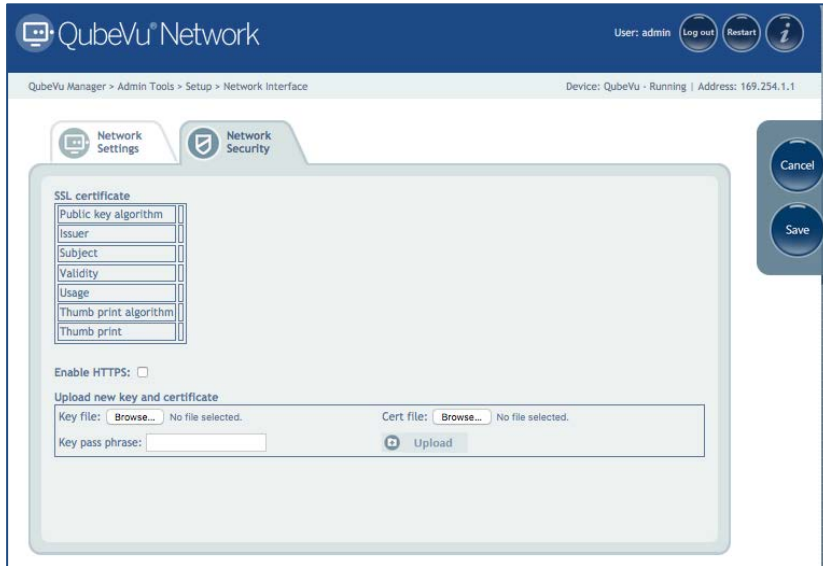 QubeVu® Network
User: admin
Log out
Restart
i
QubeVu Manager > Admin Tools > Setup > Network Interface
Device: QubeVu - Running | Address: 169.254.1.1
Network Settings
Network Security
Cancel
Save
SSL certificate
Public key algorithm
Issuer
Subject
Validity
Usage
Thumb print algorithm
Thumb print
Enable HTTPS:
Upload new key and certificate
Key file: Browse... No file selected. Cert file: Browse... No file selected.
Key pass phrase: Upload